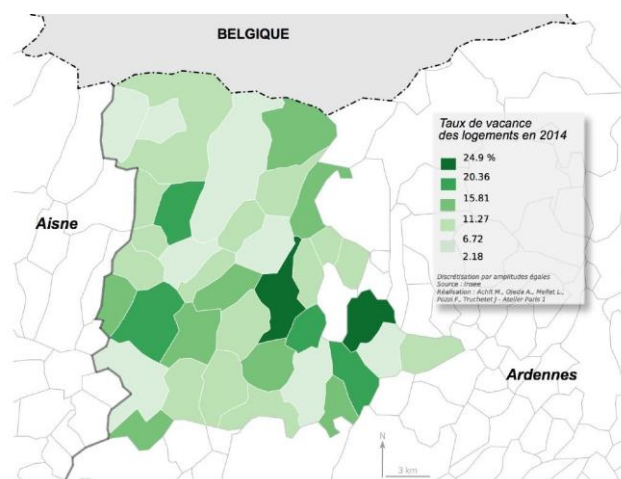 BELGIQUE
Taux de vacance
des logements en 2014
24.9 %
20.36
15.81
11.27
6.72
2.18
Discrétisation par amplitudes égales
Source : Insee
Réalisation : Achit M., Ojeda A., Mellet L.,
Pozzi F., Truchetet J - Atelier Paris 1
Aisne
Ardennes
N
3 km